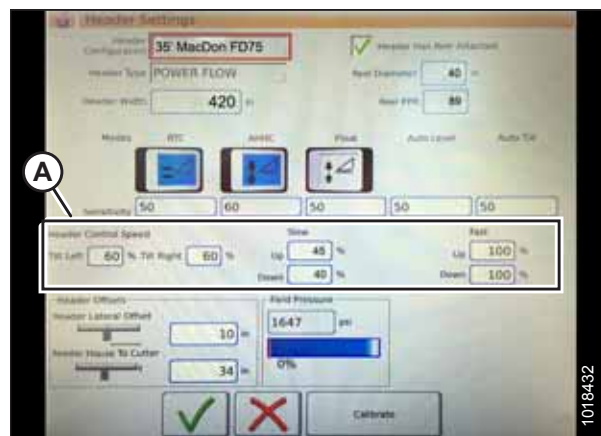 Header Settings
Header Configuration 35' MacDon FD75 Header Has Reel Attached
Header Type POWER FLOW Reel Diameter 40 in
Header Width 420 in Reel PPR 89
Modes RTC AHHC Float Auto Level Auto Tilt
A
Sensitivity 50 60 50 50 50
Header Control Speed Slow Fast
Tilt Left 60 % Tilt Right 60 % Up 45 % Up 100 %
Down 40 % Down 100 %
Header Offsets Field Pressure
Header Lateral Offset 1647 psi
10 in
Feeder House To Cutter 0%
34 in
Calibrate
1018432